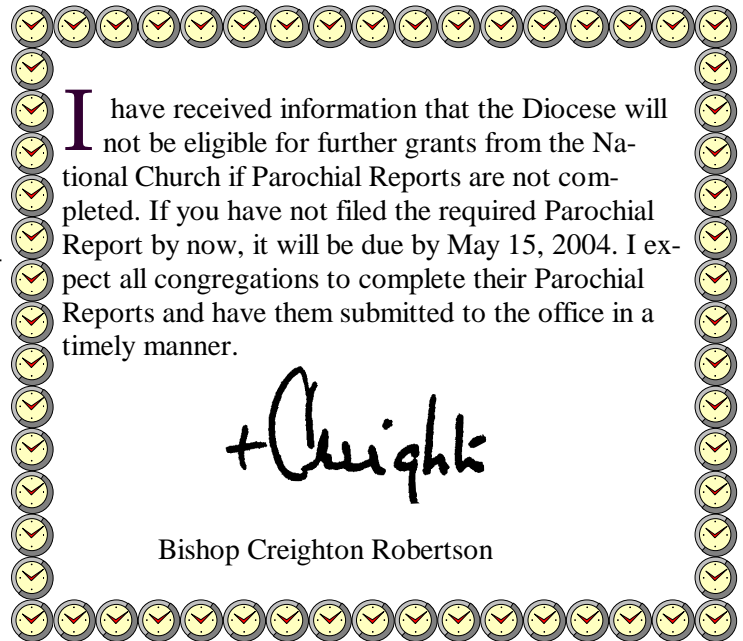 I have received information that the Diocese will
not be eligible for further grants from the Na-
tional Church if Parochial Reports are not com-
pleted. If you have not filed the required Parochial
Report by now, it will be due by May 15, 2004. I ex-
pect all congregations to complete their Parochial
Reports and have them submitted to the office in a
timely manner.
+Creighton
Bishop Creighton Robertson